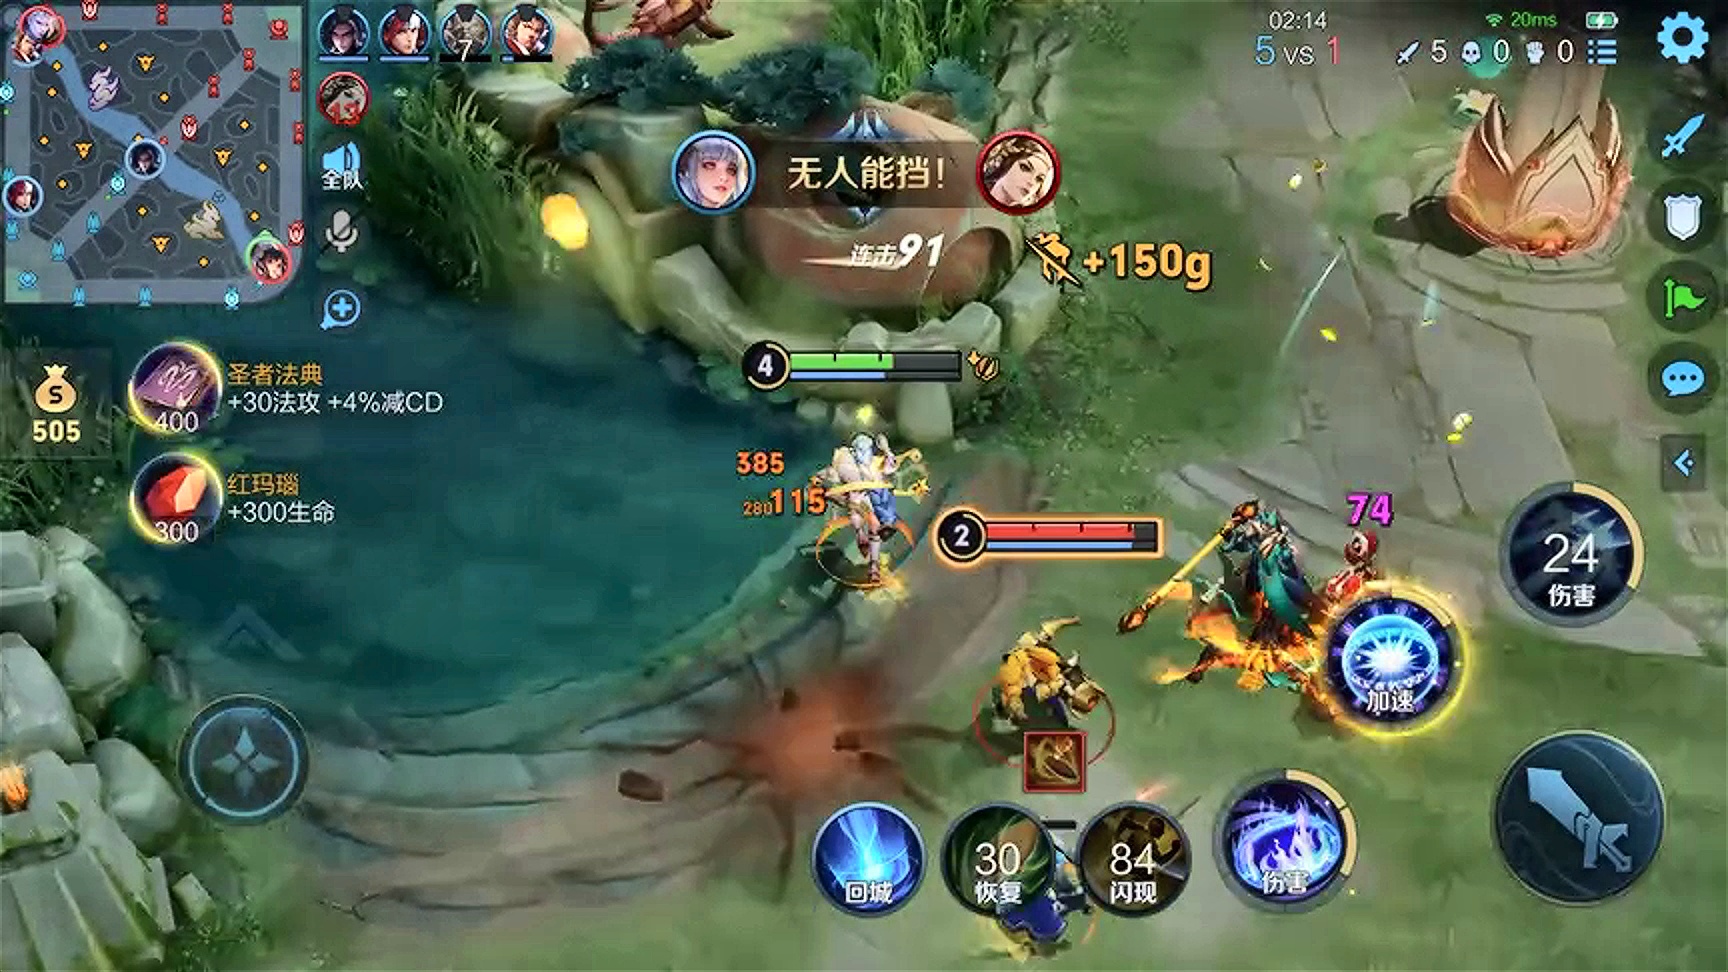 02:14
20ms
5 vs 1
5
0
0
7
全队
无人能挡！
连击91
+150g
505
圣者法典
+30法攻 +4%减CD
400
红玛瑙
+300生命
300
4
385
280
115
2
74
24
伤害
加速
回城
30
恢复
84
闪现
伤害